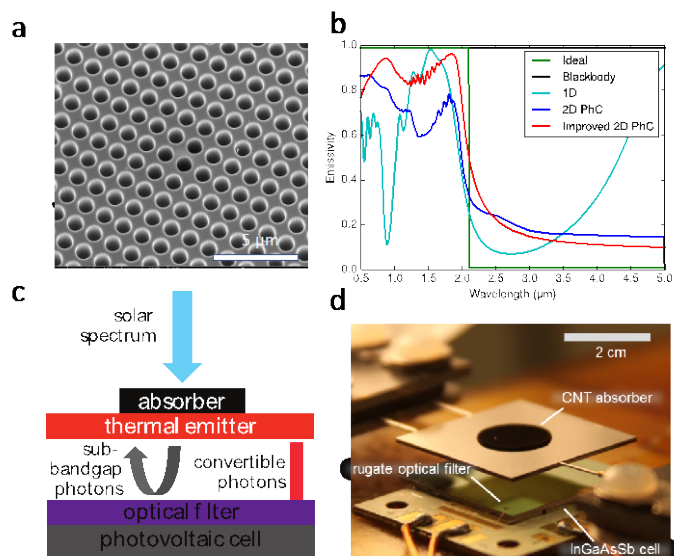 a
5 μm
b
1.0
0.8
0.6
0.4
0.2
0.0
Emissivity
0.5
1.0
1.5
2.0
2.5
3.0
3.5
4.0
4.5
5.0
Wavelength (μm)
Ideal
Blackbody
1D
2D PhC
Improved 2D PhC
c
solar
spectrum
absorber
thermal emitter
sub-
bandgap
photons
convertible
photons
optical flter
photovoltaic cell
d
2 cm
CNT absorber
rugate optical filter
InGaAsSb cell